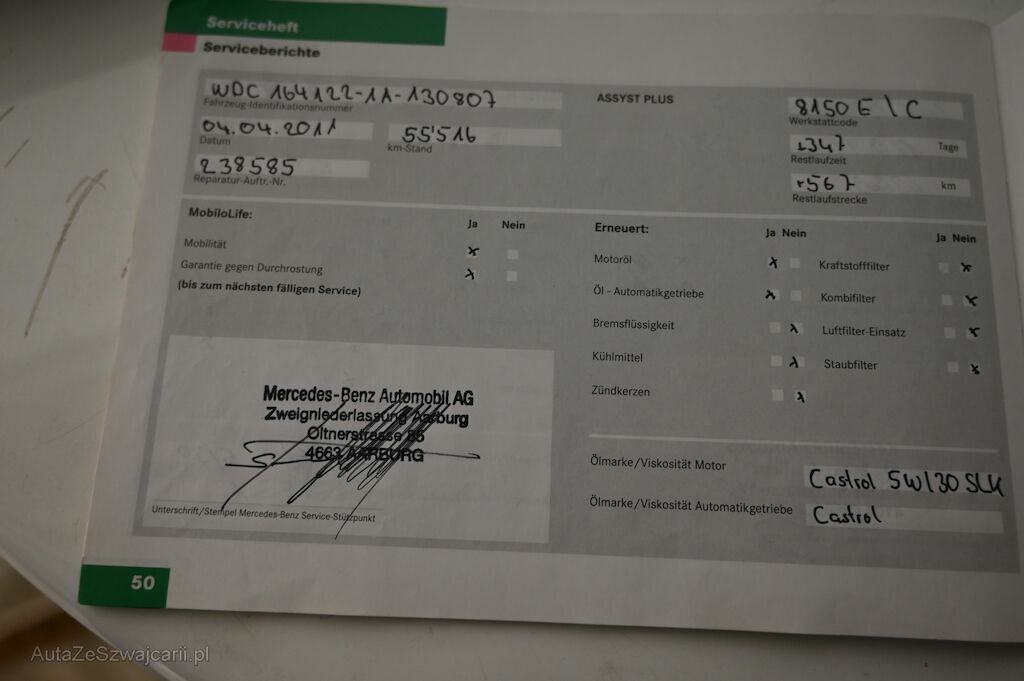 Serviceheft
Serviceberichte
WDC 164122-1A-130807
Fahrzeug-Identifikationsnummer
04.04.2011
Datum
55'516
km-Stand
238585
Reparatur-Auftr.-Nr.
ASSYST PLUS
8150 E \ C
Werkstattcode
Tage
Restlaufzeit
km
Restlaufstrecke
MobiloLife:
Ja Nein
Mobilität
Garantie gegen Durchrostung
(bis zum nächsten fälligen Service)
Erneuert:
Ja Nein
Motoröl
Öl - Automatikgetriebe
Bremsflüssigkeit
Kühlmittel
Zündkerzen
Ja Nein
Kraftstofffilter
Kombifilter
Luftfilter-Einsatz
Staubfilter
Mercedes-Benz Automobil AG
Zweigniederlassung Aarburg
Oltnerstrasse 85
4663 AARBURG
Unterschrift/Stempel Mercedes-Benz Service-Stützpunkt
Ölmarke/Viskosität Motor
Castrol 5W/30 SLX
Ölmarke/Viskosität Automatikgetriebe
Castrol
50
AutaZeSzwajcarii.pl